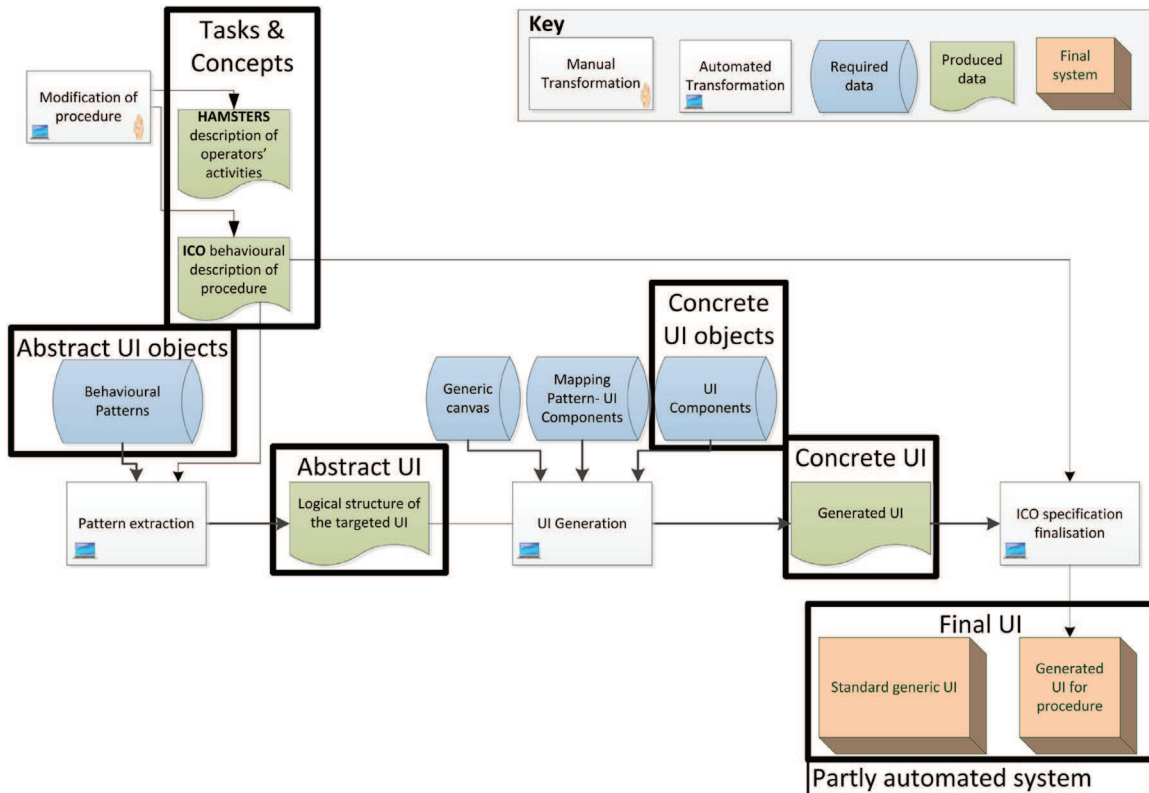 Tasks &
Concepts
Key
Manual
Transformation
Automated
Transformation
Required
data
Produced
data
Final
system
Modification of
procedure
HAMSTERS
description of
operators'
activities
ICO behavioural
description of
procedure
Abstract UI objects
Behavioural
Patterns
Generic
canvas
Mapping
Pattern- UI
Components
Concrete
UI objects
UI
Components
Pattern extraction
Abstract UI
Logical structure of
the targeted UI
UI Generation
Concrete UI
Generated UI
ICO specification
finalisation
Final UI
Standard generic UI
Generated
UI for
procedure
Partly automated system